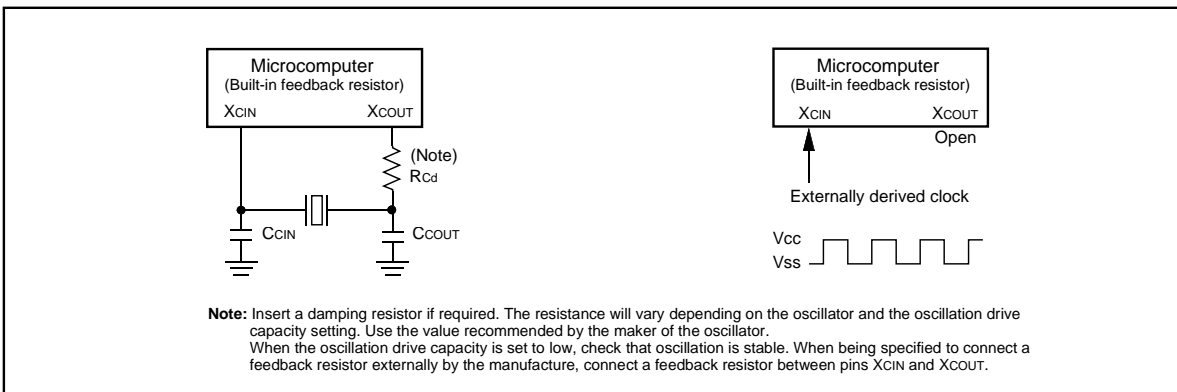 Microcomputer
(Built-in feedback resistor)
XCIN XCOUT
(Note)
RCd
CCIN CCOUT
Microcomputer
(Built-in feedback resistor)
XCIN XCOUT
Open
Externally derived clock
Vcc
Vss
Note: Insert a damping resistor if required. The resistance will vary depending on the oscillator and the oscillation drive
capacity setting. Use the value recommended by the maker of the oscillator.
When the oscillation drive capacity is set to low, check that oscillation is stable. When being specified to connect a
feedback resistor externally by the manufacture, connect a feedback resistor between pins XCIN and XCOUT.